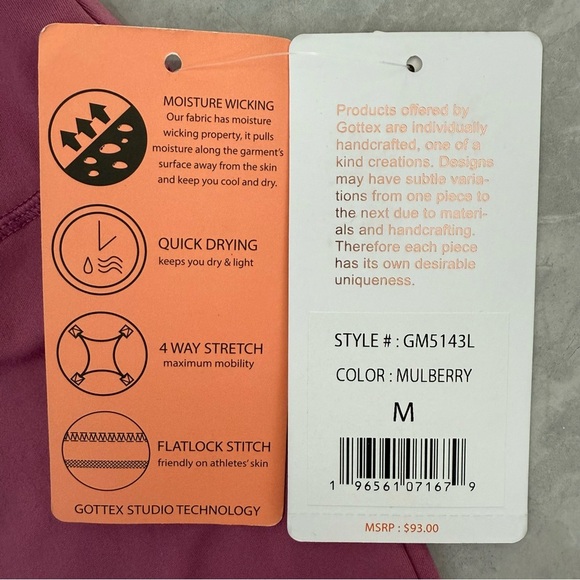 MOISTURE WICKING
Our fabric has moisture
wicking property, it pulls
moisture along the garment's
surface away from the skin
and keep you cool and dry.
QUICK DRYING
keeps you dry & light
4 WAY STRETCH
maximum mobility
FLATLOCK STITCH
friendly on athletes' skin
GOTTEX STUDIO TECHNOLOGY
Products offered by
Gottex are individually
handcrafted, one of a
kind creations. Designs
may have subtle varia-
tions from one piece to
the next due to materi-
als and handcrafting.
Therefore each piece
has its own desirable
uniqueness.
STYLE # : GM5143L
COLOR : MULBERRY
M
1 96561 07167 9
MSRP : $93.00